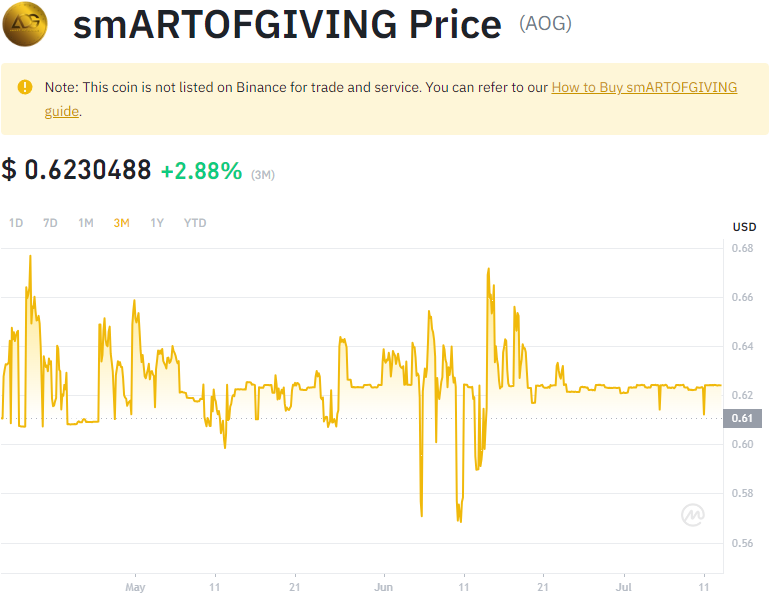 AOG
smARTOFGIVING Price (AOG)
Note: This coin is not listed on Binance for trade and service. You can refer to our How to Buy smARTOFGIVING
guide.
$ 0.6230488 +2.88% (3M)
1D 7D 1M 3M 1Y YTD
USD
0.68
0.66
0.64
0.62
0.61
0.60
0.58
0.56
May 11 21 Jun 11 21 Jul 11